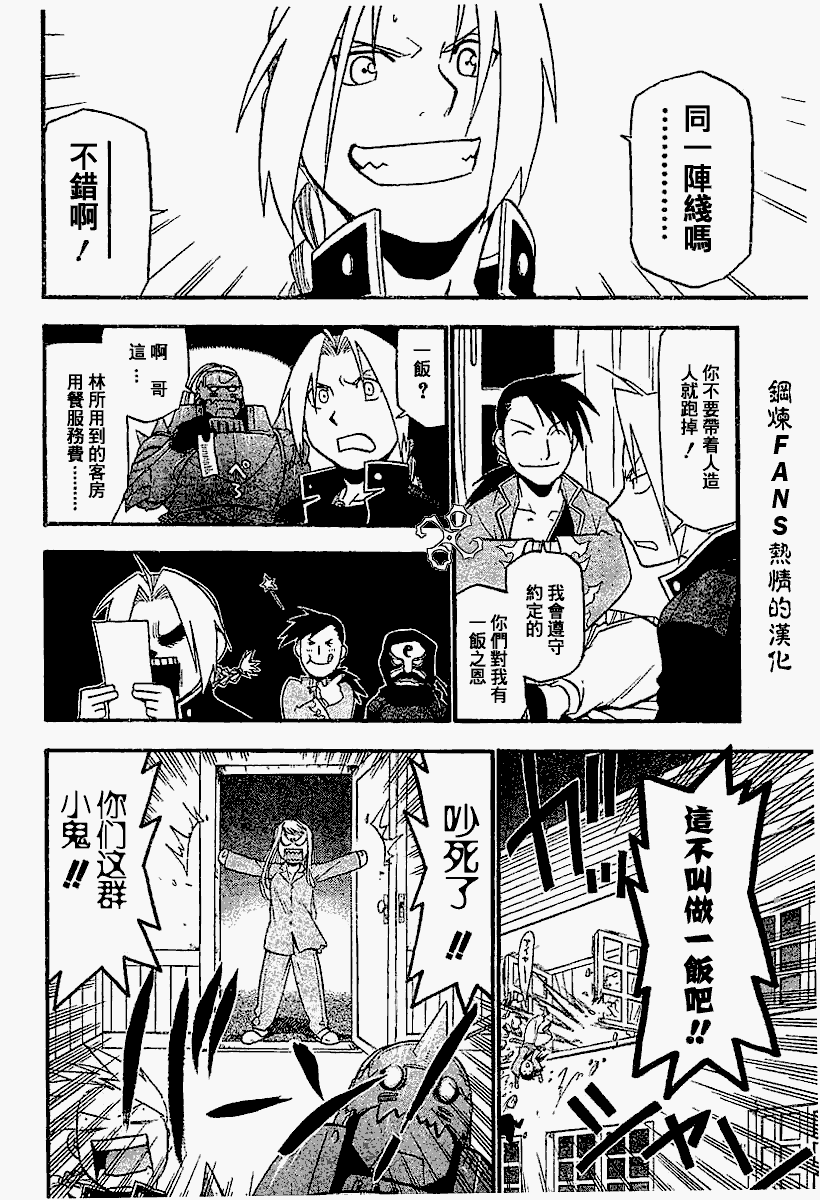 同一陣綫嗎
…………
不錯啊！
你不要帶着人造
人就跑掉！
我會遵守
約定的
你們對我有
一飯之恩
一飯？
啊 哥
這…
林所用到的客房
用餐服務費………
鋼煉FANS熱情的漢化
這不叫做一飯吧!!
吵死了!!
你们这群
小鬼!!